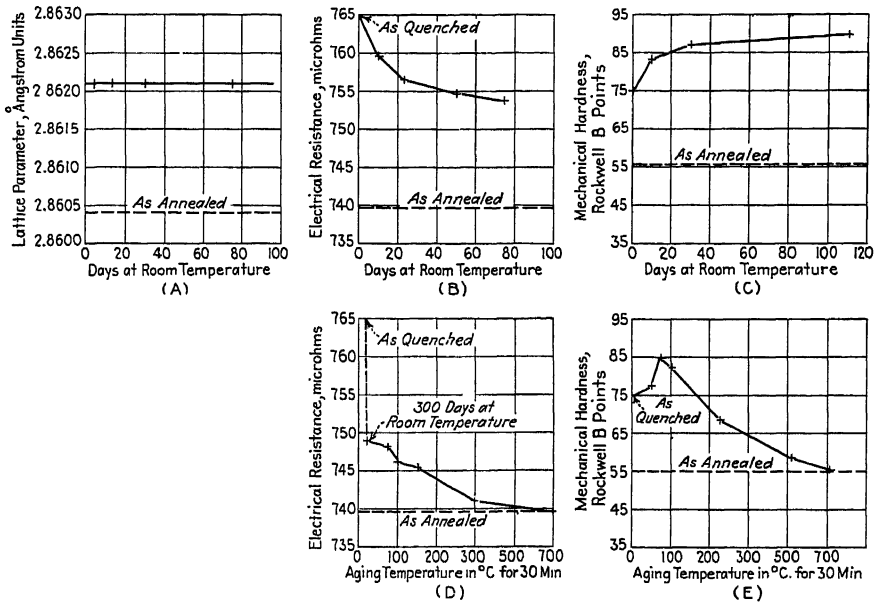 Lattice Parameter, Ångstrom Units
2.8630
2.8620
2.8615
2.8610
2.8605
2.8600
As Annealed
0 20 40 60 80 100
Days at Room Temperature
(A)
Electrical Resistance, microhms
765
760
755
750
745
740
735
As Quenched
As Annealed
0 20 40 60 80 100
Days at Room Temperature
(B)
Mechanical Hardness,
Rockwell B Points
95
85
75
65
55
45
35
As Annealed
0 20 40 60 80 100 120
Days at Room Temperature
(C)
Electrical Resistance, microhms
765
760
755
750
745
740
735
As Quenched
300 Days at
Room Temperature
As Annealed
0 100 200 300 500 700
Aging Temperature in °C for 30 Min
(D)
Mechanical Hardness,
Rockwell B Points
95
85
75
65
55
45
35
As
Quenched
As Annealed
0 100 200 300 500 700
Aging Temperature in °C. for 30 Min
(E)